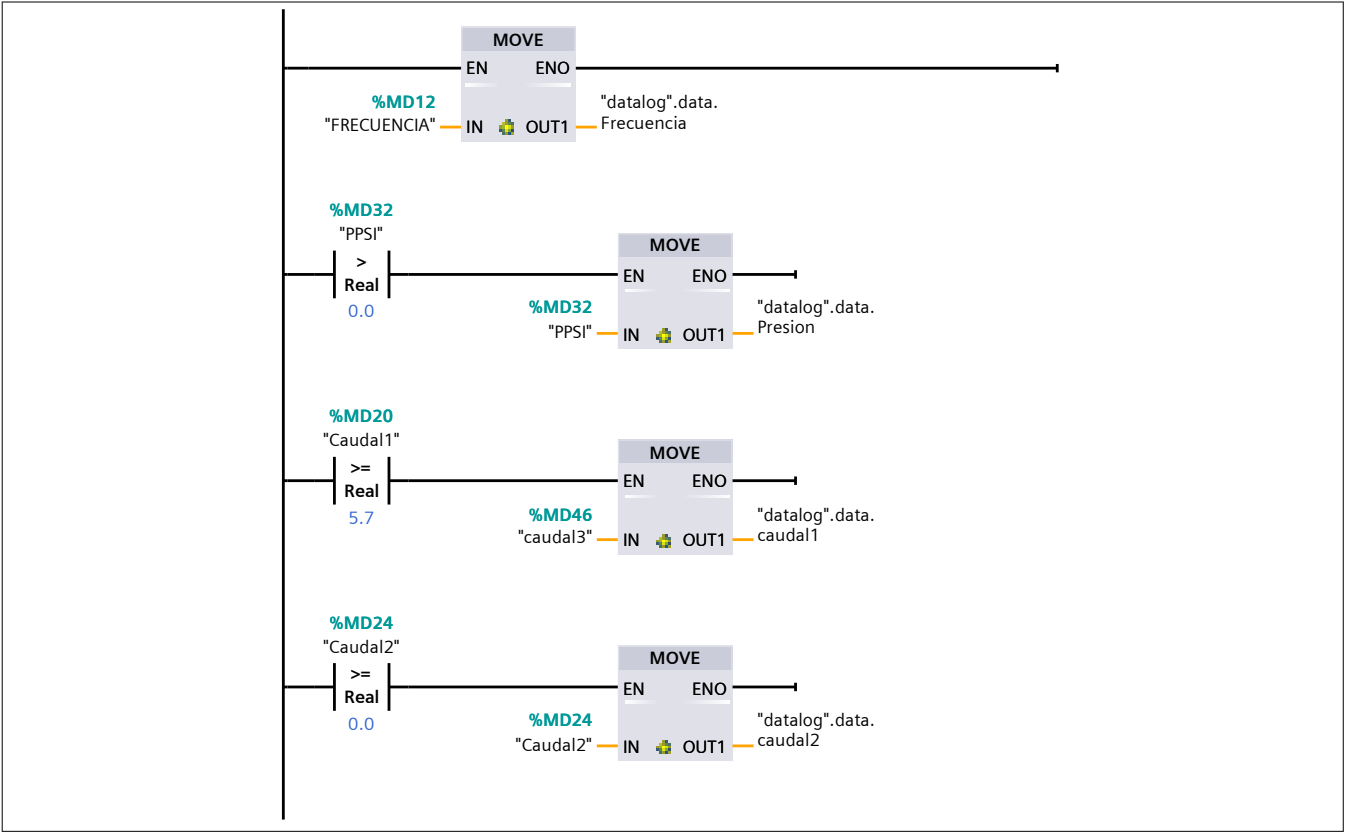 MOVE
EN ENO
%MD12
"FRECUENCIA"
IN OUT1
"datalog".data.
Frecuencia
%MD32
"PPSI"
>
Real
0.0
MOVE
EN ENO
%MD32
"PPSI"
IN OUT1
"datalog".data.
Presion
%MD20
"Caudal1"
>=
Real
5.7
MOVE
EN ENO
%MD46
"caudal3"
IN OUT1
"datalog".data.
caudal1
%MD24
"Caudal2"
>=
Real
0.0
MOVE
EN ENO
%MD24
"Caudal2"
IN OUT1
"datalog".data.
caudal2